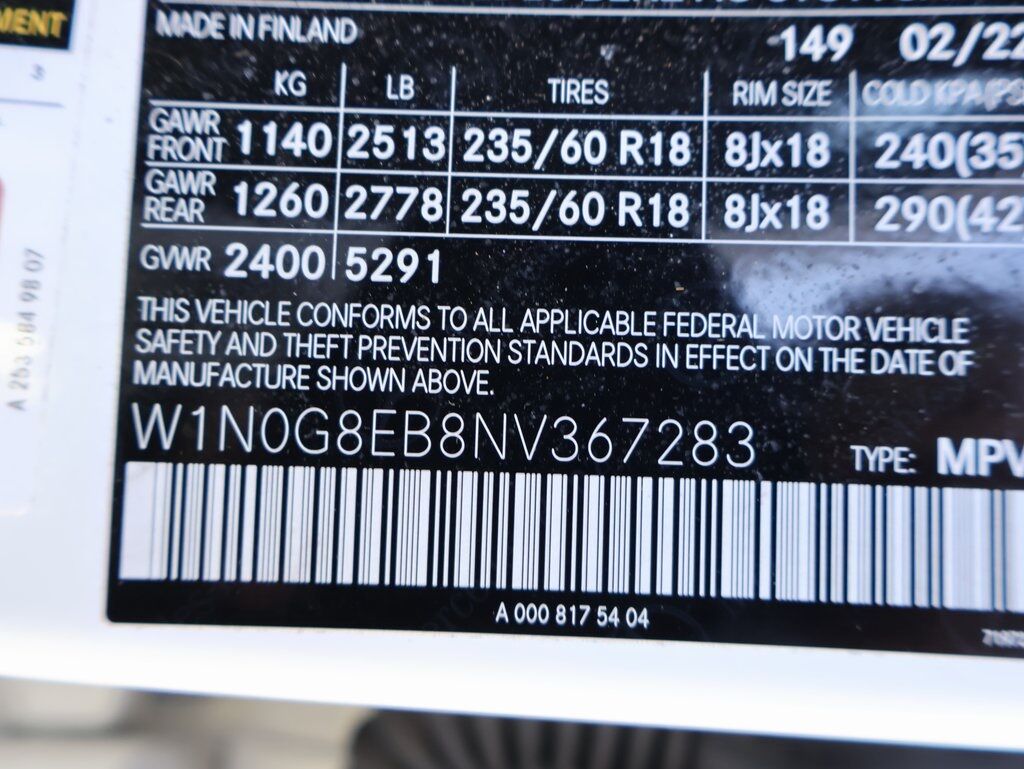 MENT
MADE IN FINLAND 149 02/22
KG LB TIRES RIM SIZE COLD KPA(PS
GAWR FRONT 1140 2513 235/60 R18 8Jx18 240(35)
GAWR REAR 1260 2778 235/60 R18 8Jx18 290(42
GVWR 2400 5291
THIS VEHICLE CONFORMS TO ALL APPLICABLE FEDERAL MOTOR VEHICLE
SAFETY AND THEFT PREVENTION STANDARDS IN EFFECT ON THE DATE OF
MANUFACTURE SHOWN ABOVE.
W1N0G8EB8NV367283
TYPE: MPV
A 000 817 54 04
A 253 584 98 07